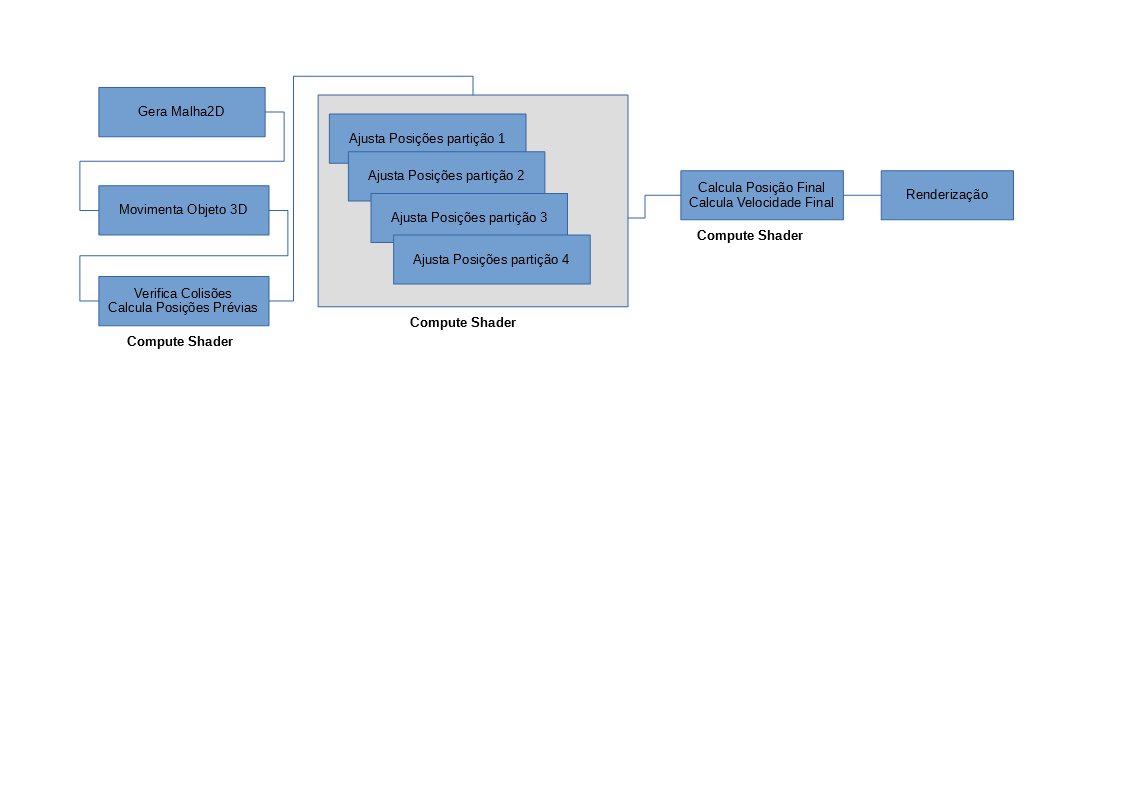 Gera Malha2D
Movimenta Objeto 3D
Verifica Colisões
Calcula Posições Prévias
Compute Shader
Ajusta Posições partição 1
Ajusta Posições partição 2
Ajusta Posições partição 3
Ajusta Posições partição 4
Compute Shader
Calcula Posição Final
Calcula Velocidade Final
Compute Shader
Renderização